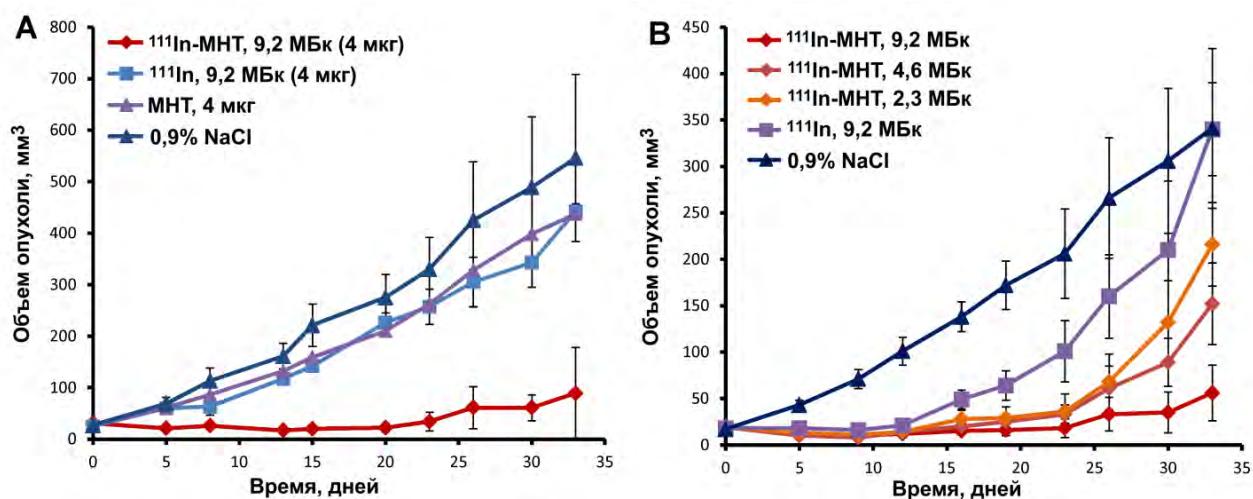 A
¹¹¹In-МНТ, 9,2 МБк (4 мкг)
¹¹¹In, 9,2 МБк (4 мкг)
МНТ, 4 мкг
0,9% NaCl
Объем опухоли, мм³
800
700
600
500
400
300
200
100
0
0 5 10 15 20 25 30 35
Время, дней
B
¹¹¹In-МНТ, 9,2 МБк
¹¹¹In-МНТ, 4,6 МБк
¹¹¹In-МНТ, 2,3 МБк
¹¹¹In, 9,2 МБк
0,9% NaCl
Объем опухоли, мм³
450
400
350
300
250
200
150
100
50
0
0 5 10 15 20 25 30 35
Время, дней